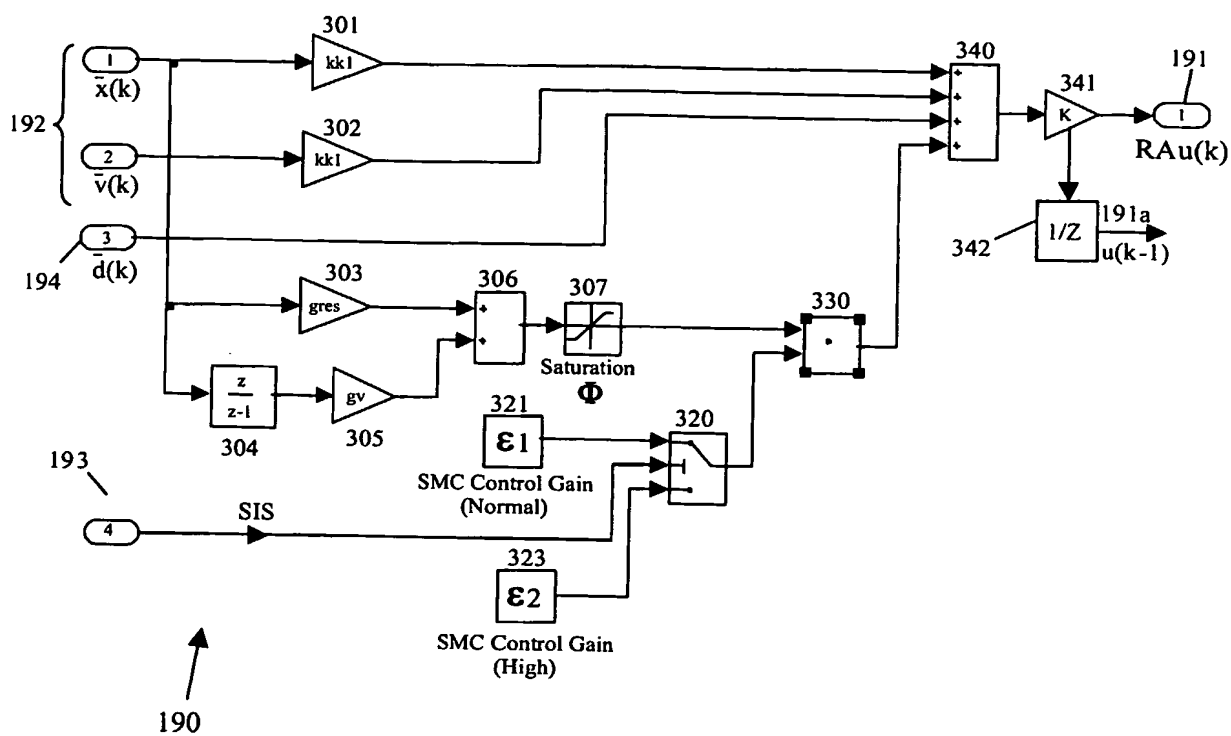 301
1
kk1
x̄(k)
192
302
2
kk1
v̄(k)
3
194
d̄(k)
303
gres
306
+
+
307
Saturation
Φ
z
z-1
304
gv
305
321
ε1
SMC Control Gain
(Normal)
320
193
4
SIS
323
ε2
SMC Control Gain
(High)
190
330
340
+
+
+
+
341
K
191
1
RAu(k)
342
1/Z
191a
u(k-1)